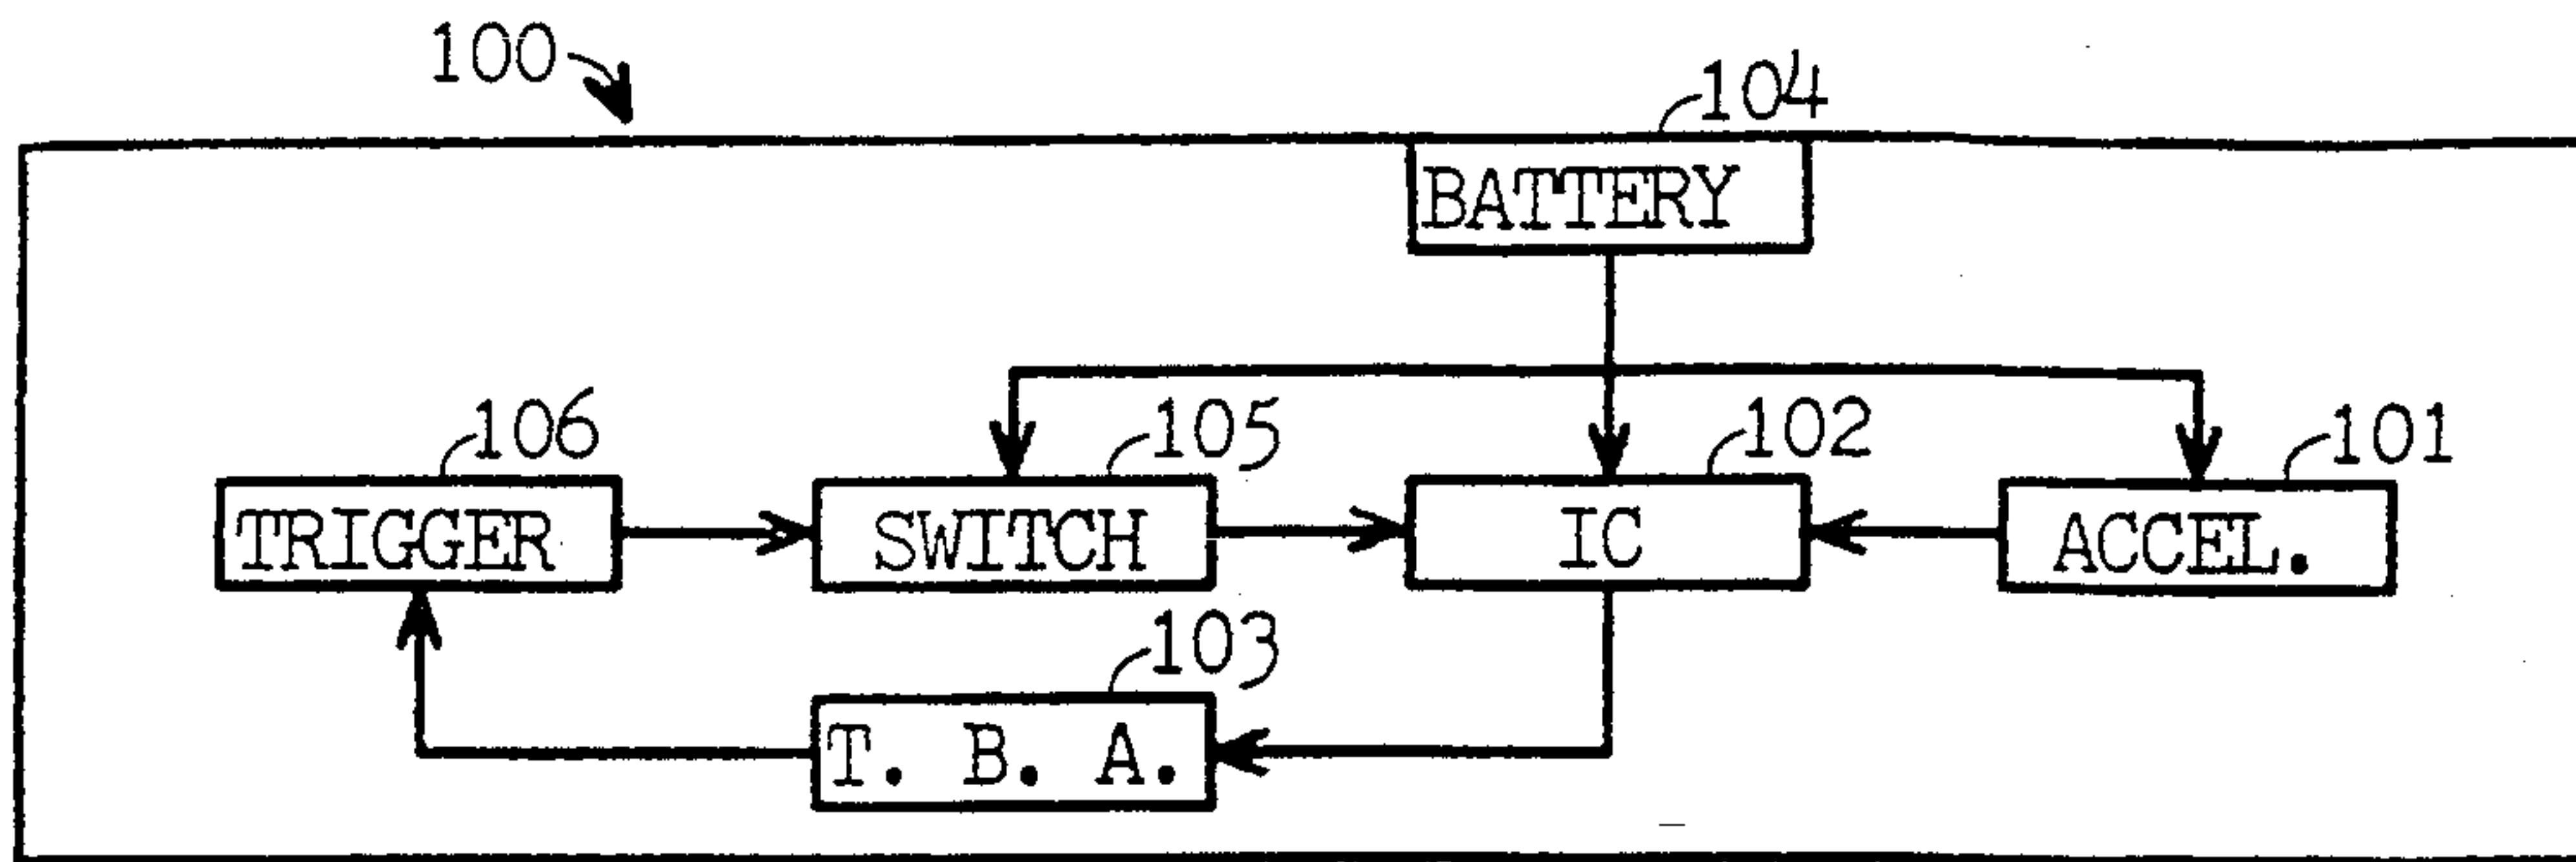 100
104
BATTERY
106
105
102
101
TRIGGER
SWITCH
IC
ACCEL.
103
T. B. A.